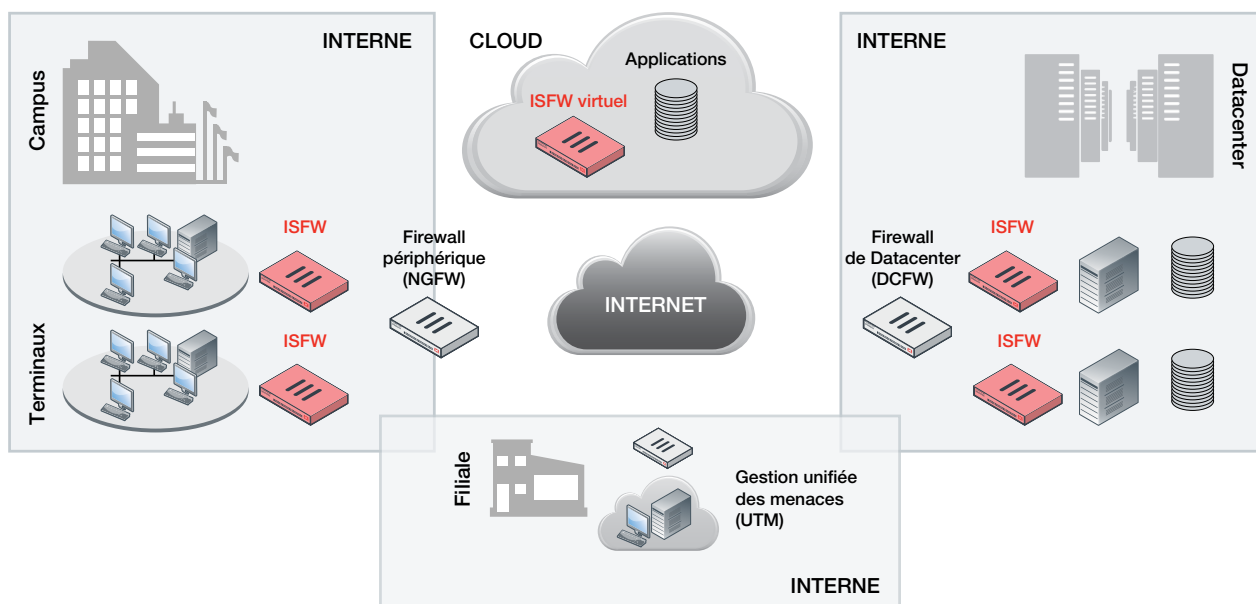 INTERNE
Campus
ISFW
Terminaux
ISFW
Firewall
périphérique
(NGFW)
CLOUD
Applications
ISFW virtuel
INTERNET
INTERNE
Datacenter
Firewall
de Datacenter
(DCFW)
ISFW
ISFW
Filiale
Gestion unifiée
des menaces
(UTM)
INTERNE